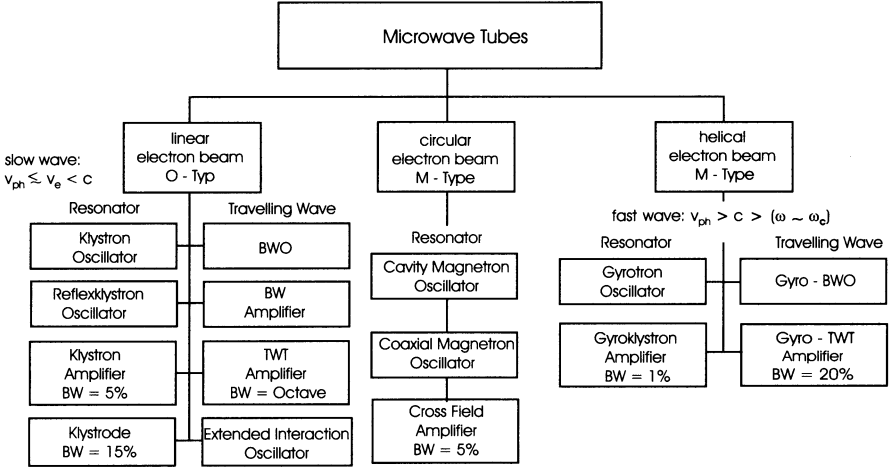 Microwave Tubes
linear
electron beam
O - Typ
circular
electron beam
M - Type
helical
electron beam
M - Type
slow wave:
v_ph ≲ v_e < c
Resonator
Travelling Wave
Klystron
Oscillator
BWO
Reflexklystron
Oscillator
BW
Amplifier
Klystron
Amplifier
BW = 5%
TWT
Amplifier
BW = Octave
Klystrode
BW = 15%
Extended Interaction
Oscillator
Resonator
Cavity Magnetron
Oscillator
Coaxial Magnetron
Oscillator
Cross Field
Amplifier
BW = 5%
fast wave: v_ph > c > (ω ~ ω_c)
Resonator
Travelling Wave
Gyrotron
Oscillator
Gyro - BWO
Gyroklystron
Amplifier
BW = 1%
Gyro - TWT
Amplifier
BW = 20%